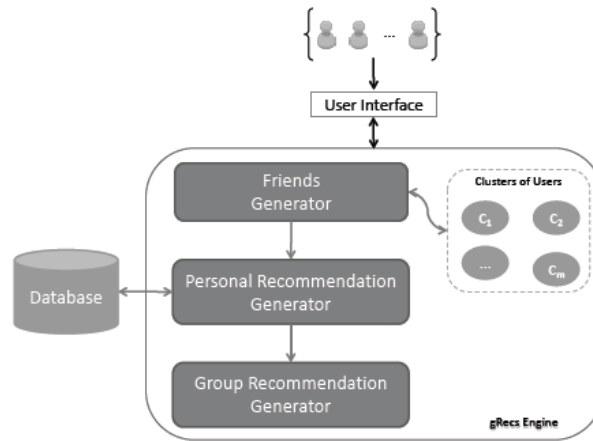 { ... }
User Interface
Friends
Generator
Clusters of Users
C1
C2
...
Cm
Database
Personal Recommendation
Generator
Group Recommendation
Generator
gRecs Engine